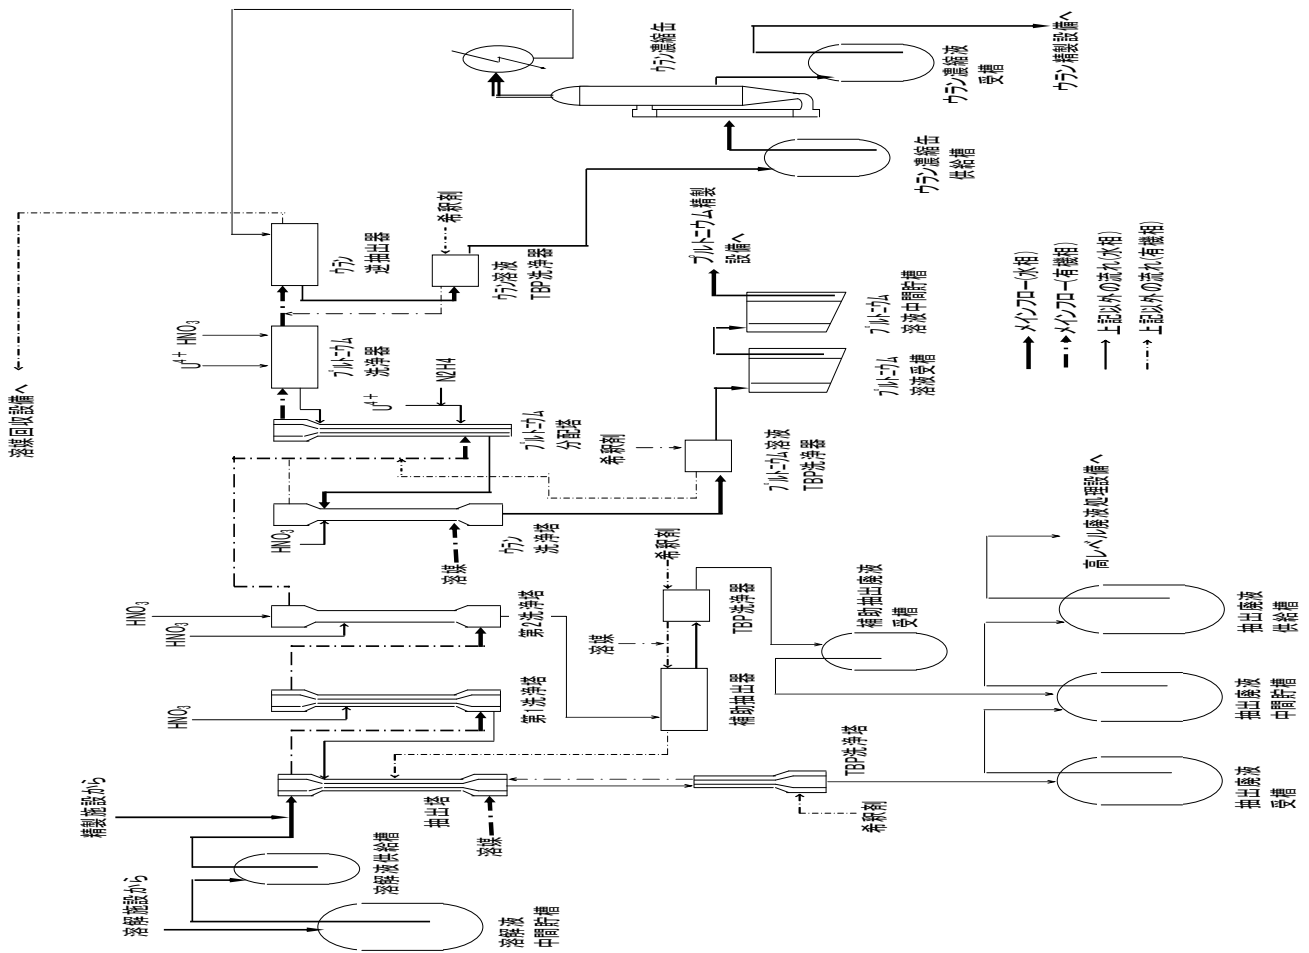 溶解施設から
溶解液
中間貯槽
溶解液供給槽
精製施設から
抽出塔
溶媒
希釈剤
TBP洗浄塔
抽出廃液
受槽
HNO₃
第1洗浄塔
補助抽出器
抽出廃液
中間貯槽
HNO₃
HNO₃
第2洗浄塔
溶媒
TBP洗浄器
希釈剤
補助抽出廃液
受槽
抽出廃液
供給槽
高レベル廃液処理設備へ
HNO₃
溶媒
ウラン
洗浄塔
溶媒回収設備へ
U⁴⁺
N2H4
プルトニウム
分配塔
希釈剤
プルトニウム溶液
TBP洗浄器
U⁴⁺
HNO₃
プルトニウム
洗浄器
プルトニウム
溶液受槽
プルトニウム
溶液中間貯槽
プルトニウム精製
設備へ
ウラン
逆抽出器
希釈剤
ウラン溶液
TBP洗浄器
ウラン濃縮缶
供給槽
ウラン濃縮缶
ウラン濃縮液
受槽
ウラン精製設備へ
メインフロー(水相)
メインフロー(有機相)
上記以外の流れ(水相)
上記以外の流れ(有機相)